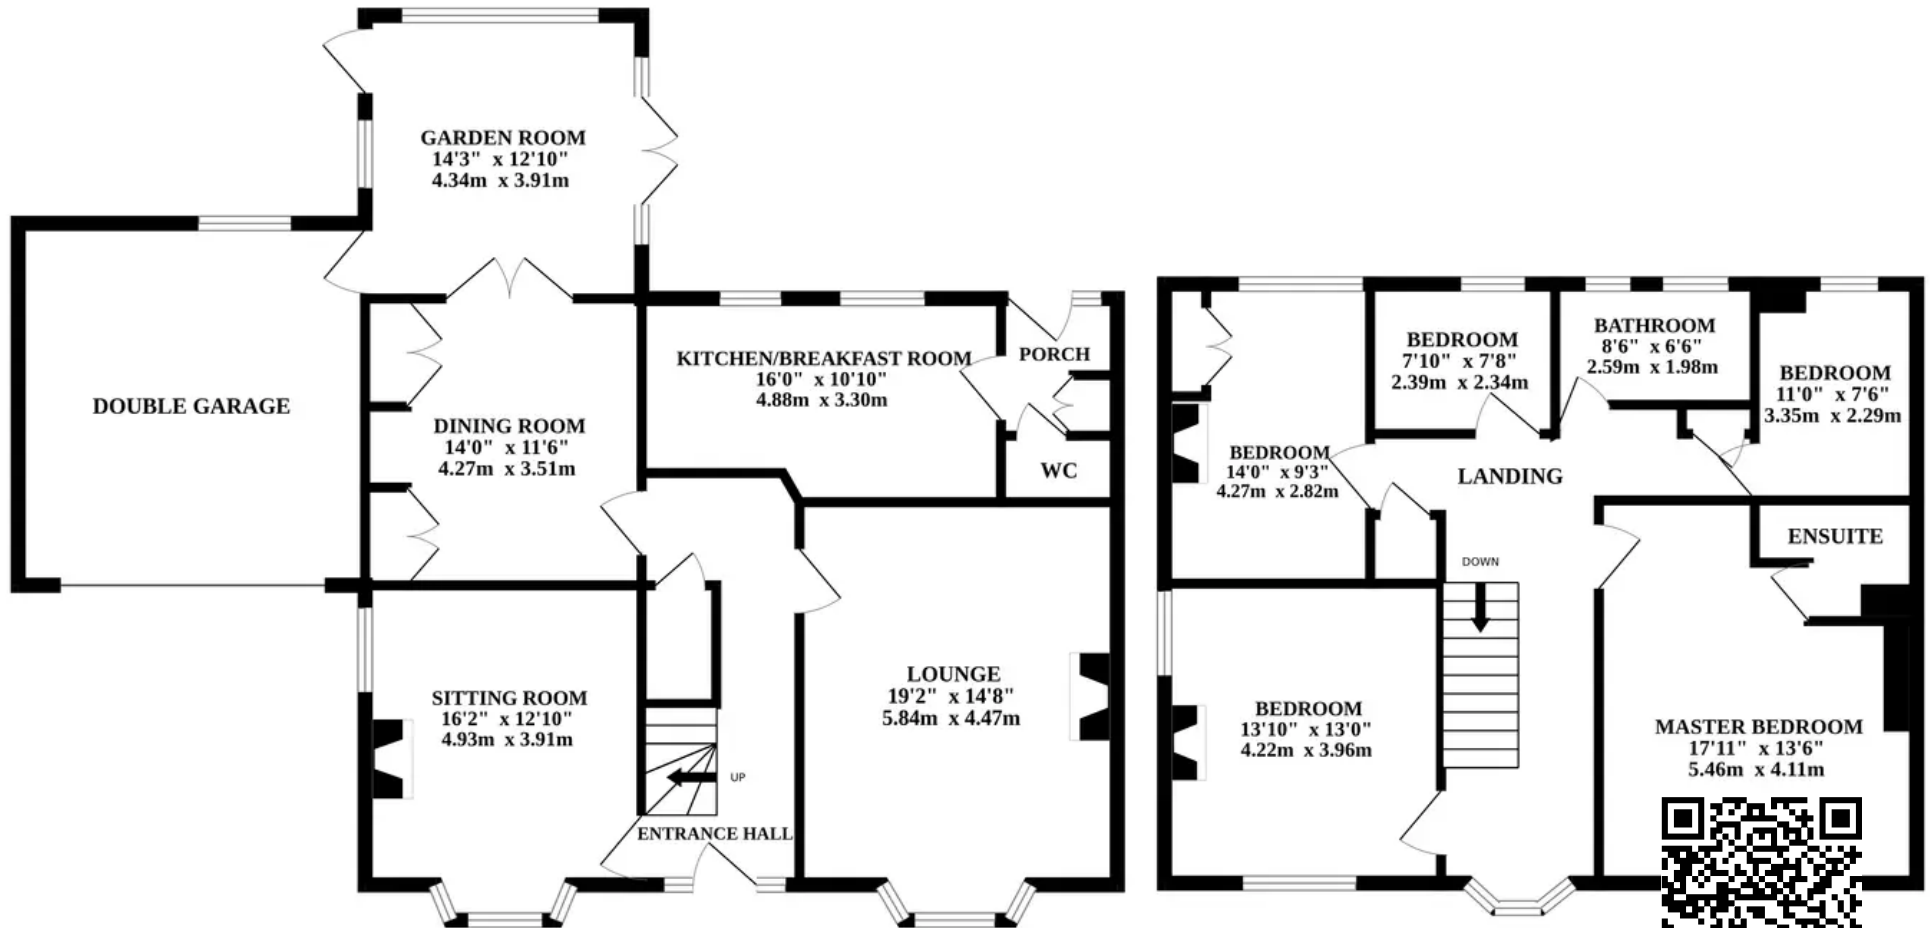 GARDEN ROOM
14'3" x 12'10"
4.34m x 3.91m
DOUBLE GARAGE
DINING ROOM
14'0" x 11'6"
4.27m x 3.51m
KITCHEN/BREAKFAST ROOM
16'0" x 10'10"
4.88m x 3.30m
PORCH
WC
SITTING ROOM
16'2" x 12'10"
4.93m x 3.91m
UP
ENTRANCE HALL
LOUNGE
19'2" x 14'8"
5.84m x 4.47m
BEDROOM
14'0" x 9'3"
4.27m x 2.82m
BEDROOM
7'10" x 7'8"
2.39m x 2.34m
BATHROOM
8'6" x 6'6"
2.59m x 1.98m
BEDROOM
11'0" x 7'6"
3.35m x 2.29m
LANDING
DOWN
ENSUITE
BEDROOM
13'10" x 13'0"
4.22m x 3.96m
MASTER BEDROOM
17'11" x 13'6"
5.46m x 4.11m